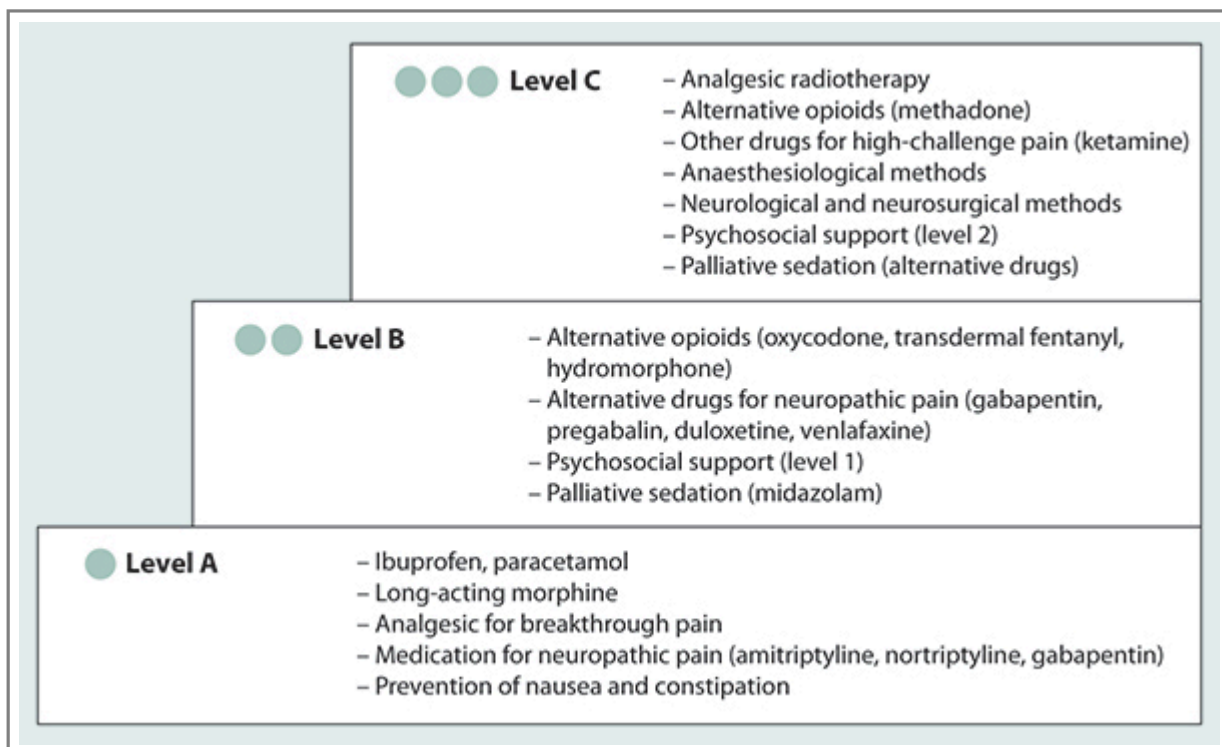 Level C
– Analgesic radiotherapy
– Alternative opioids (methadone)
– Other drugs for high-challenge pain (ketamine)
– Anaesthesiological methods
– Neurological and neurosurgical methods
– Psychosocial support (level 2)
– Palliative sedation (alternative drugs)
Level B
– Alternative opioids (oxycodone, transdermal fentanyl,
hydromorphone)
– Alternative drugs for neuropathic pain (gabapentin,
pregabalin, duloxetine, venlafaxine)
– Psychosocial support (level 1)
– Palliative sedation (midazolam)
Level A
– Ibuprofen, paracetamol
– Long-acting morphine
– Analgesic for breakthrough pain
– Medication for neuropathic pain (amitriptyline, nortriptyline, gabapentin)
– Prevention of nausea and constipation